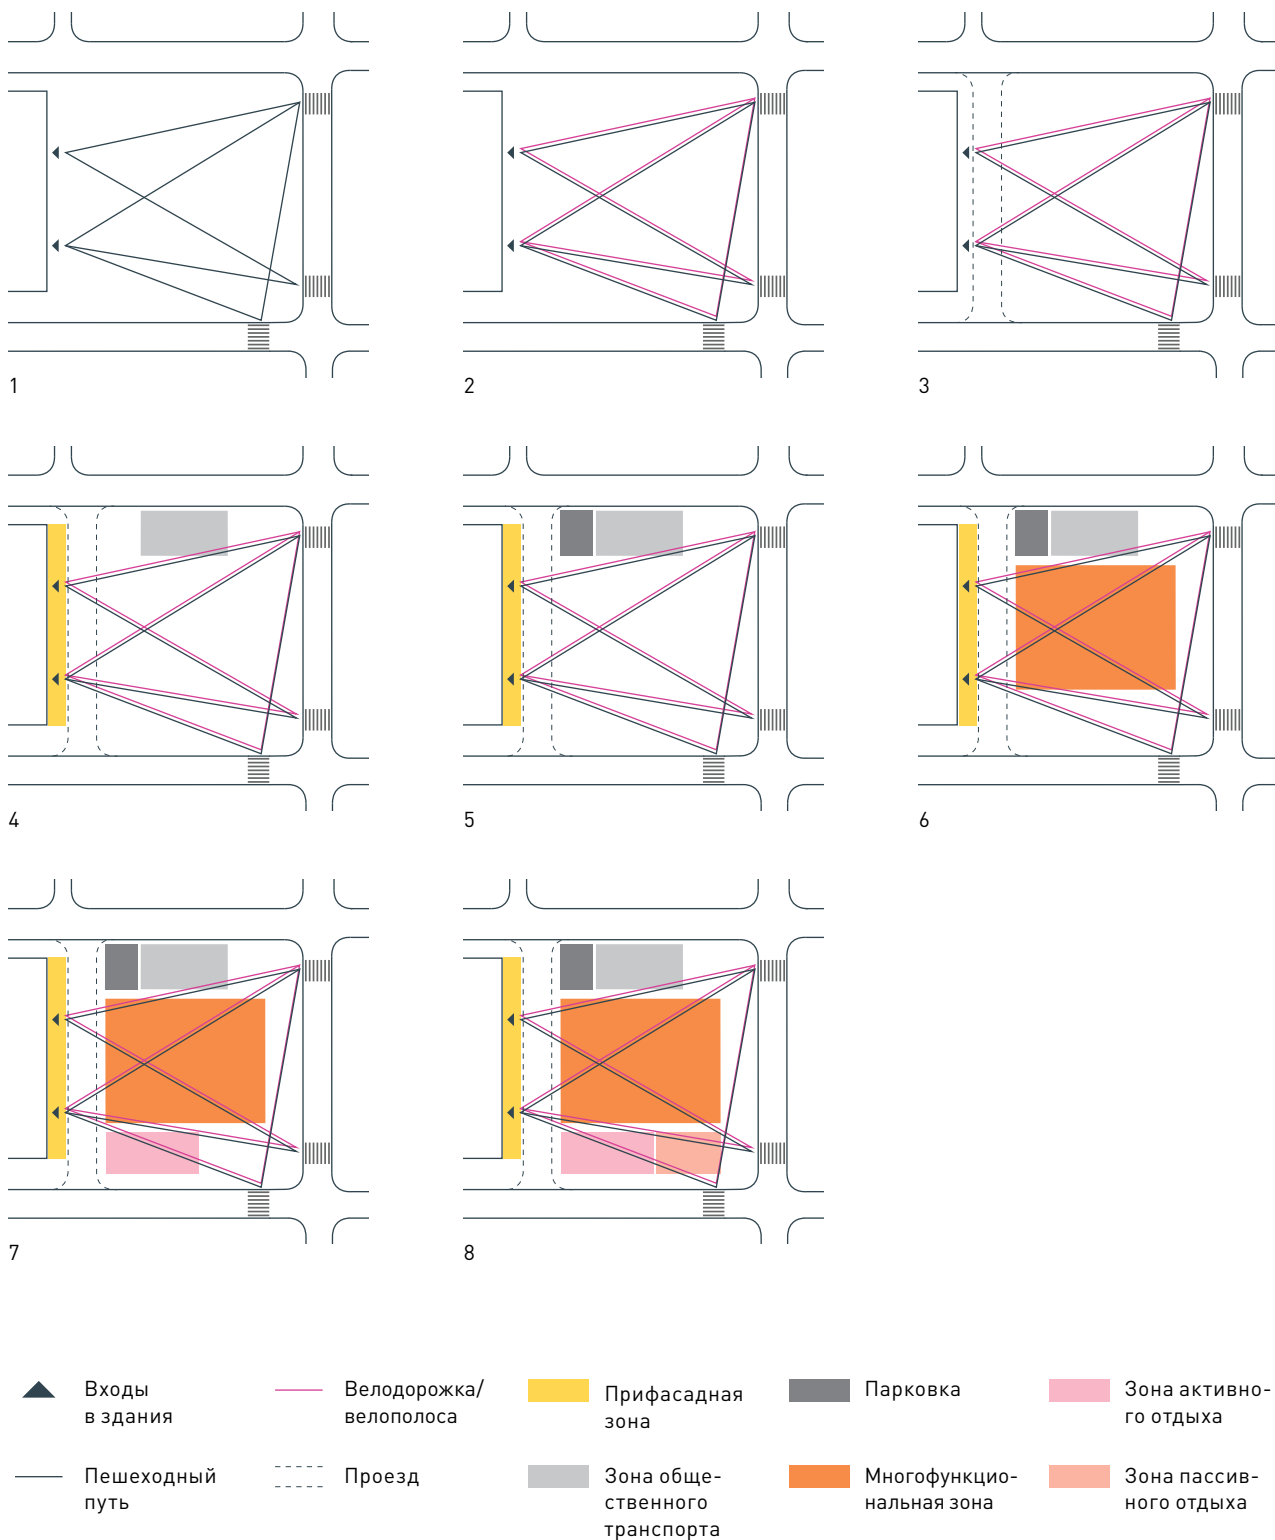 1
2
3
4
5
6
7
8
Входы
в здания
Велодорожка/
велополоса
Прифасадная
зона
Парковка
Зона активно-
го отдыха
Пешеходный
путь
Проезд
Зона обще-
ственного
транспорта
Многофункцио-
нальная зона
Зона пассив-
ного отдыха